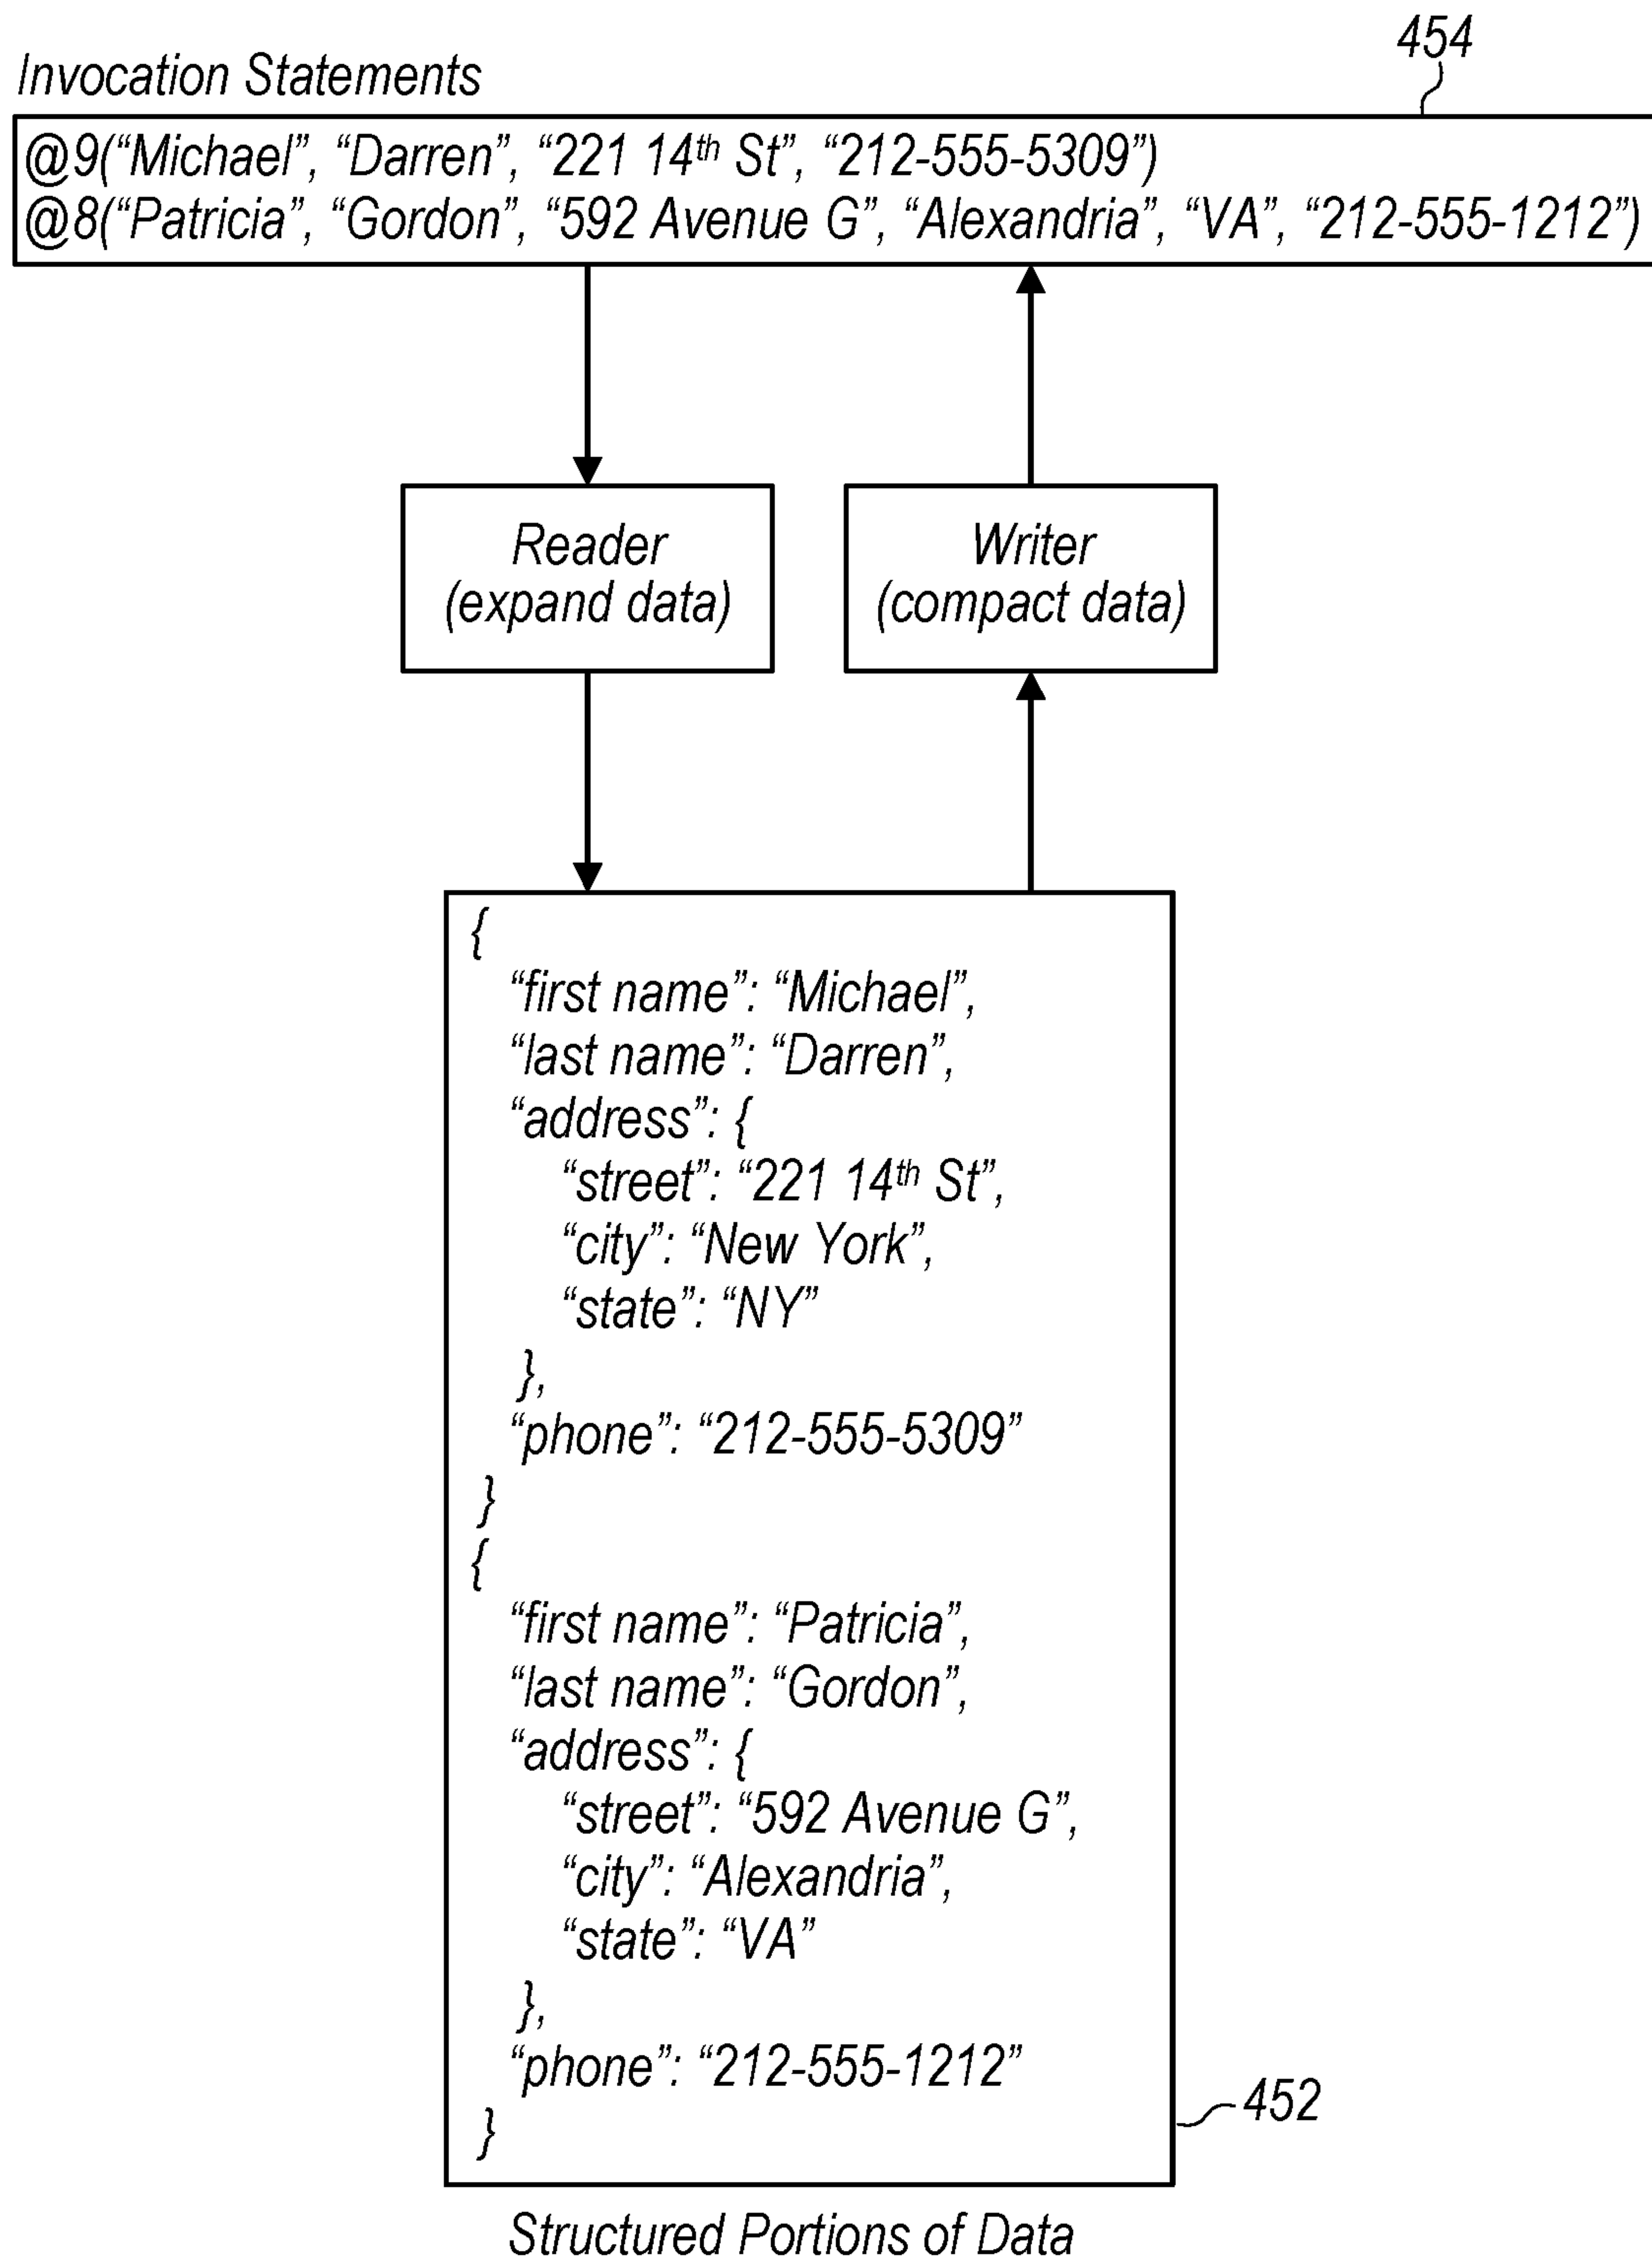 454
Invocation Statements
@9(“Michael”, “Darren”, “221 14th St”, “212-555-5309”)
@8(“Patricia”, “Gordon”, “592 Avenue G”, “Alexandria”, “VA”, “212-555-1212”)
Reader
(expand data)
Writer
(compact data)
{
“first name”: “Michael”,
“last name”: “Darren”,
“address”: {
“street”: “221 14th St”,
“city”: “New York”,
“state”: “NY”
},
“phone”: “212-555-5309”
}
{
“first name”: “Patricia”,
“last name”: “Gordon”,
“address”: {
“street”: “592 Avenue G”,
“city”: “Alexandria”,
“state”: “VA”
},
“phone”: “212-555-1212”
}
452
Structured Portions of Data